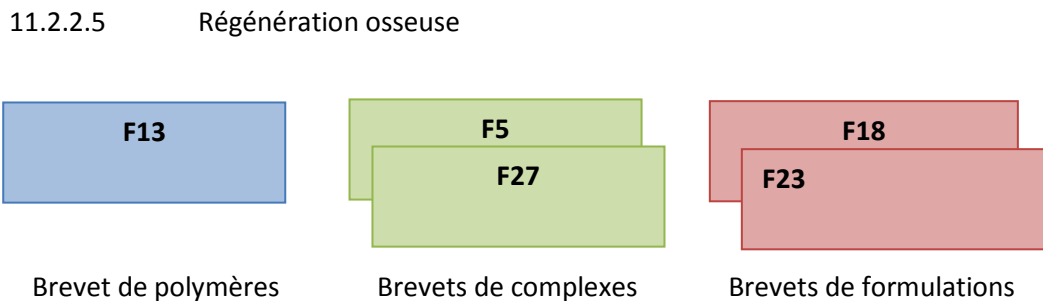 11.2.2.5 Régénération osseuse
F13
F5
F18
F27
F23
Brevet de polymères
Brevets de complexes
Brevets de formulations